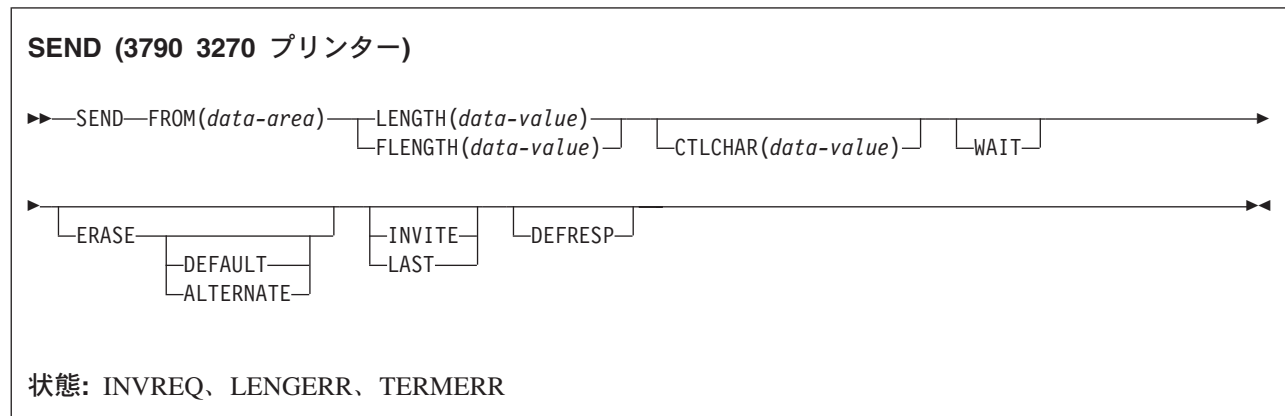 SEND (3790 3270 プリンター)
SEND FROM(data-area) LENGTH(data-value)
FLENGTH(data-value) CTLCHAR(data-value) WAIT
ERASE INVITE DEFRESP
DEFAULT LAST
ALTERNATE
状態: INVREQ、LENGERR、TERMERR